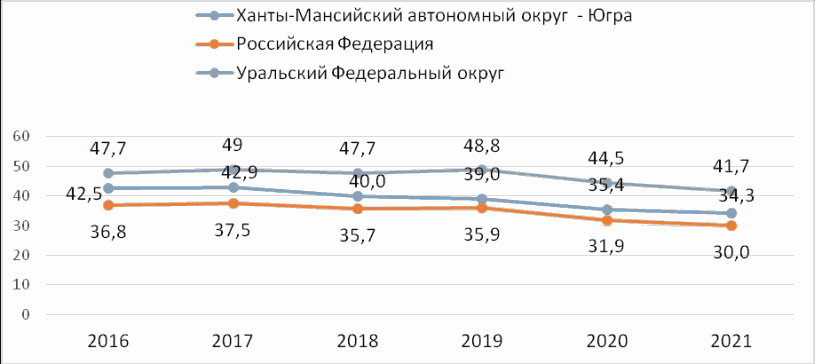 Ханты-Мансийский автономный округ - Югра
Российская Федерация
Уральский Федеральный округ
60
50
40
30
20
10
0
47,7 49 47,7 48,8 44,5 41,7
42,5 42,9 40,0 39,0 35,4 34,3
36,8 37,5 35,7 35,9 31,9 30,0
2016 2017 2018 2019 2020 2021